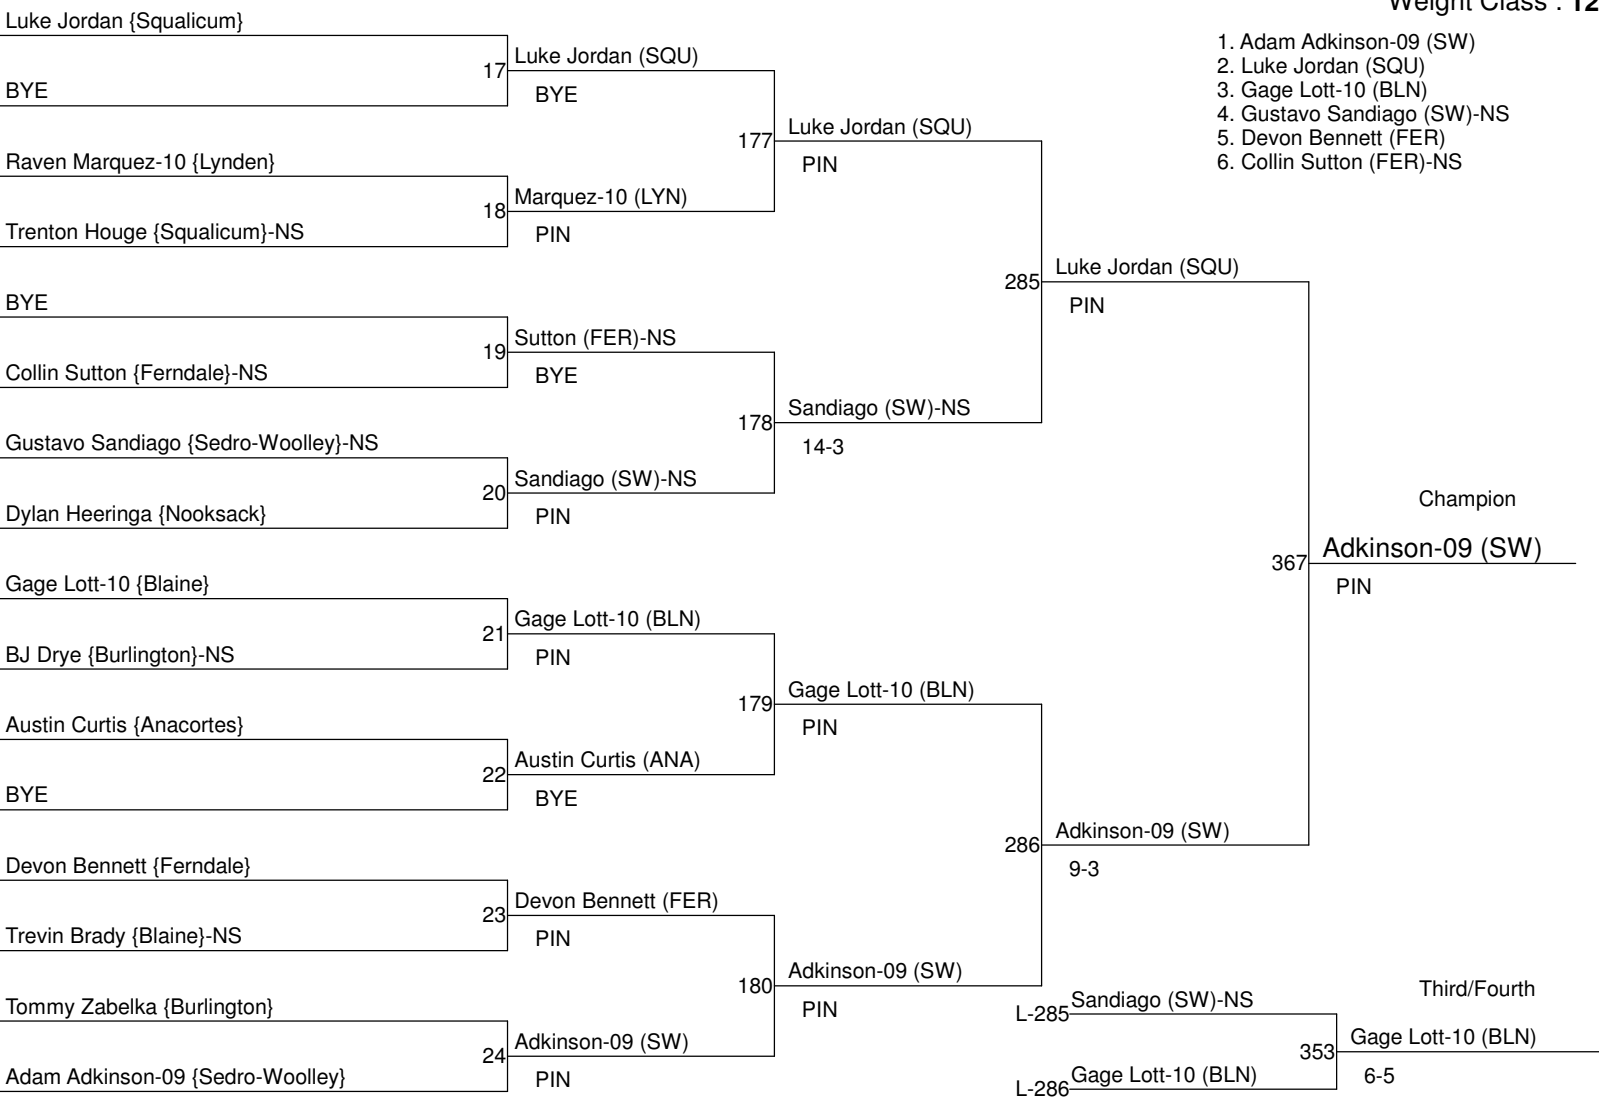 Weight Class : 12
1. Adam Adkinson-09 (SW)
2. Luke Jordan (SQU)
3. Gage Lott-10 (BLN)
4. Gustavo Sandiago (SW)-NS
5. Devon Bennett (FER)
6. Collin Sutton (FER)-NS
Luke Jordan {Squalicum}
BYE
Raven Marquez-10 {Lynden}
Trenton Houge {Squalicum}-NS
BYE
Collin Sutton {Ferndale}-NS
Gustavo Sandiago {Sedro-Woolley}-NS
Dylan Heeringa {Nooksack}
Gage Lott-10 {Blaine}
BJ Drye {Burlington}-NS
Austin Curtis {Anacortes}
BYE
Devon Bennett {Ferndale}
Trevin Brady {Blaine}-NS
Tommy Zabelka {Burlington}
Adam Adkinson-09 {Sedro-Woolley}
17
Luke Jordan (SQU)
BYE
18
Marquez-10 (LYN)
PIN
19
Sutton (FER)-NS
BYE
20
Sandiago (SW)-NS
PIN
21
Gage Lott-10 (BLN)
PIN
22
Austin Curtis (ANA)
BYE
23
Devon Bennett (FER)
PIN
24
Adkinson-09 (SW)
PIN
177
Luke Jordan (SQU)
PIN
178
Sandiago (SW)-NS
14-3
179
Gage Lott-10 (BLN)
PIN
180
Adkinson-09 (SW)
PIN
285
Luke Jordan (SQU)
PIN
286
Adkinson-09 (SW)
9-3
Champion
367
Adkinson-09 (SW)
PIN
L-285
Sandiago (SW)-NS
L-286
Gage Lott-10 (BLN)
Third/Fourth
353
Gage Lott-10 (BLN)
6-5